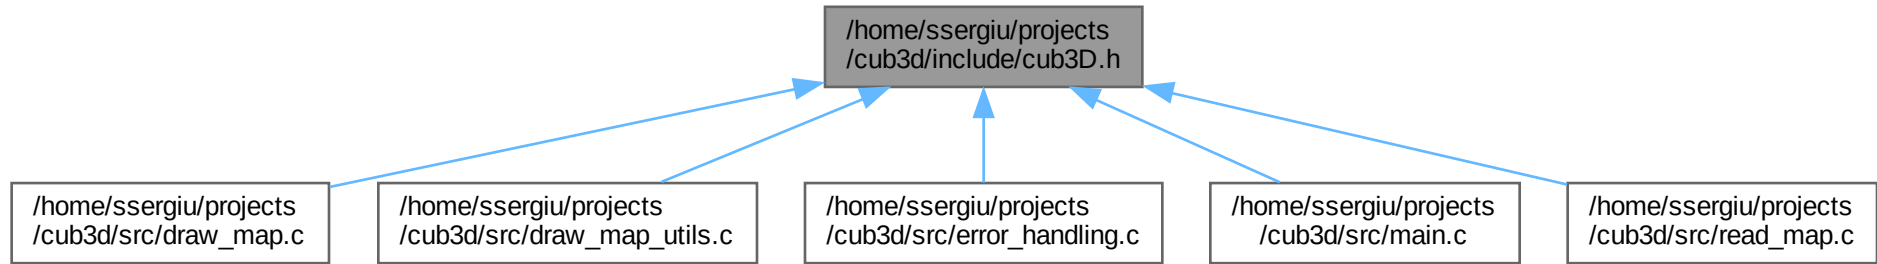 /home/ssergiu/projects
/cub3d/include/cub3D.h
/home/ssergiu/projects
/cub3d/src/draw_map.c
/home/ssergiu/projects
/cub3d/src/draw_map_utils.c
/home/ssergiu/projects
/cub3d/src/error_handling.c
/home/ssergiu/projects
/cub3d/src/main.c
/home/ssergiu/projects
/cub3d/src/read_map.c